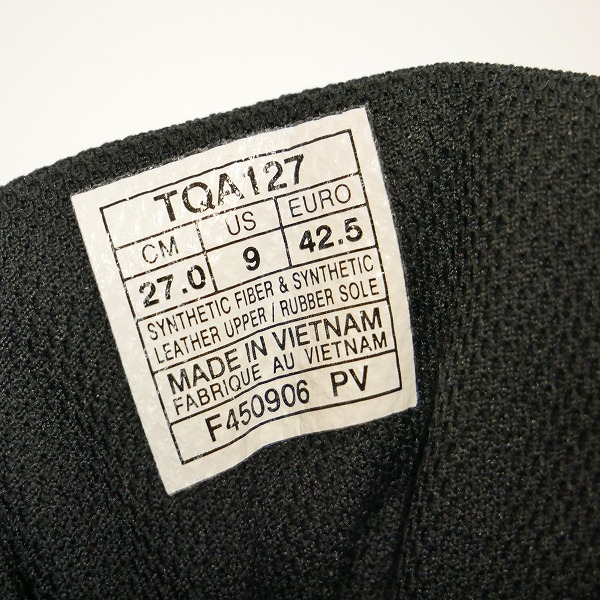 TQA127
CM US EURO
27.0 9 42.5
SYNTHETIC FIBER & SYNTHETIC
LEATHER UPPER / RUBBER SOLE
MADE IN VIETNAM
FABRIQUE AU VIETNAM
F450906 PV